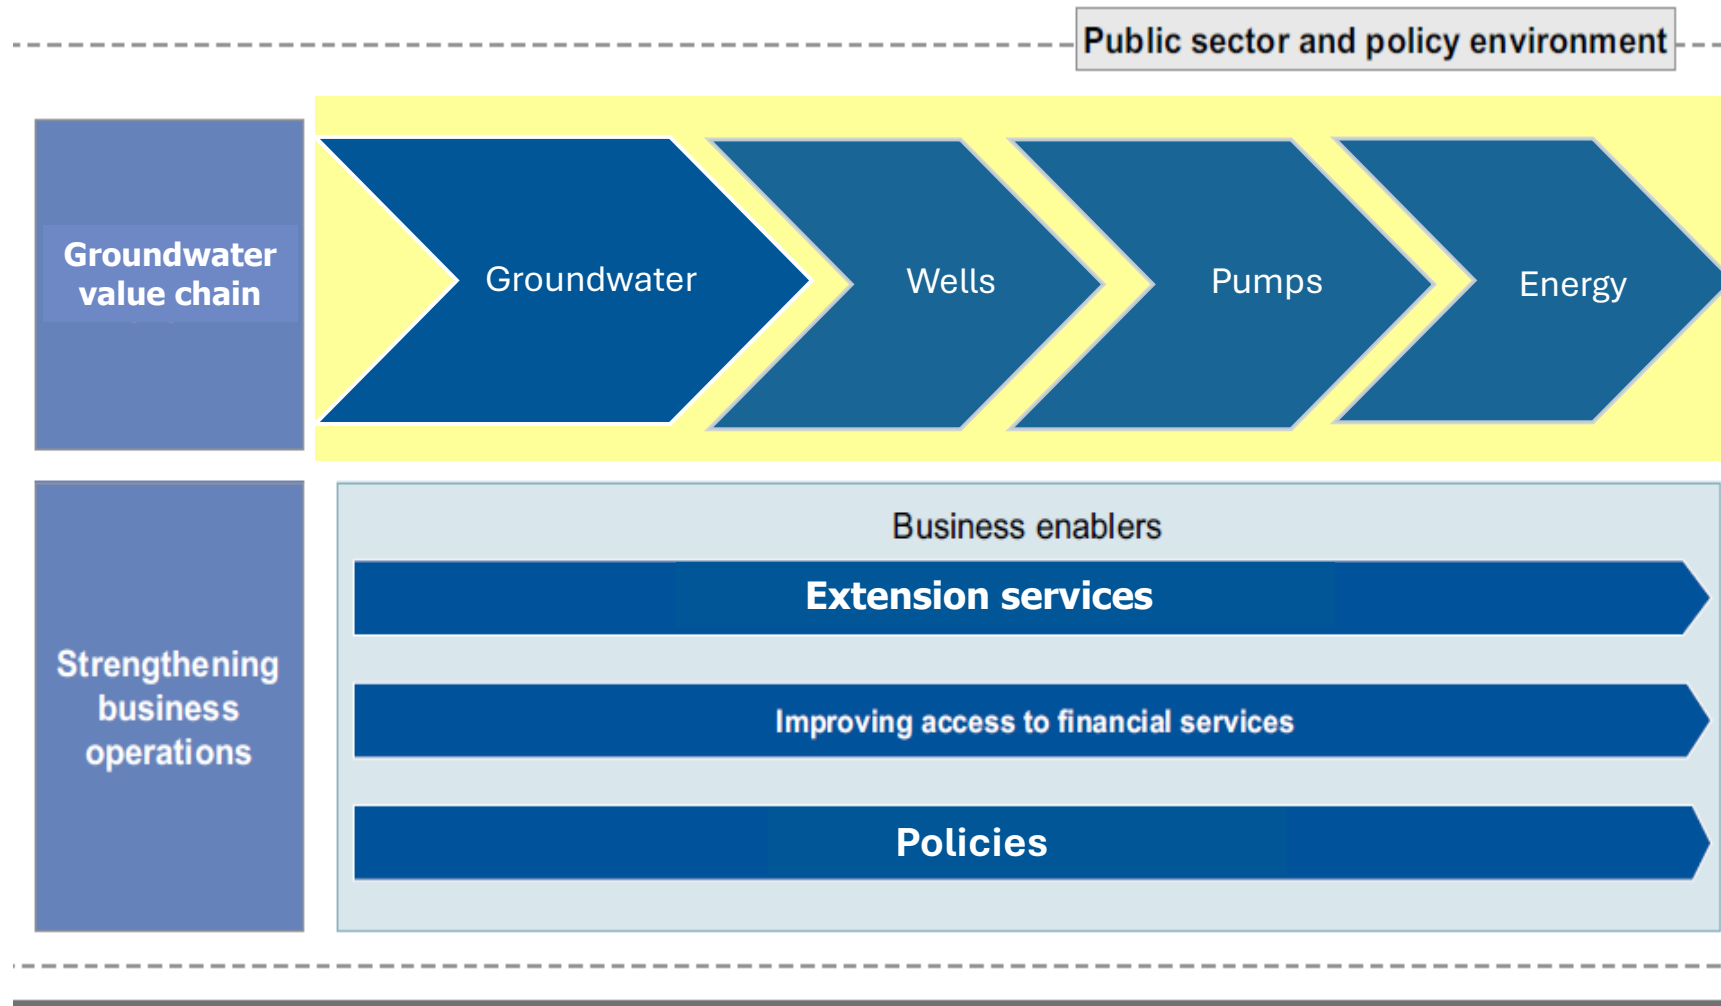 Public sector and policy environment
Groundwater
value chain
Groundwater
Wells
Pumps
Energy
Strengthening
business
operations
Business enablers
Extension services
Improving access to financial services
Policies